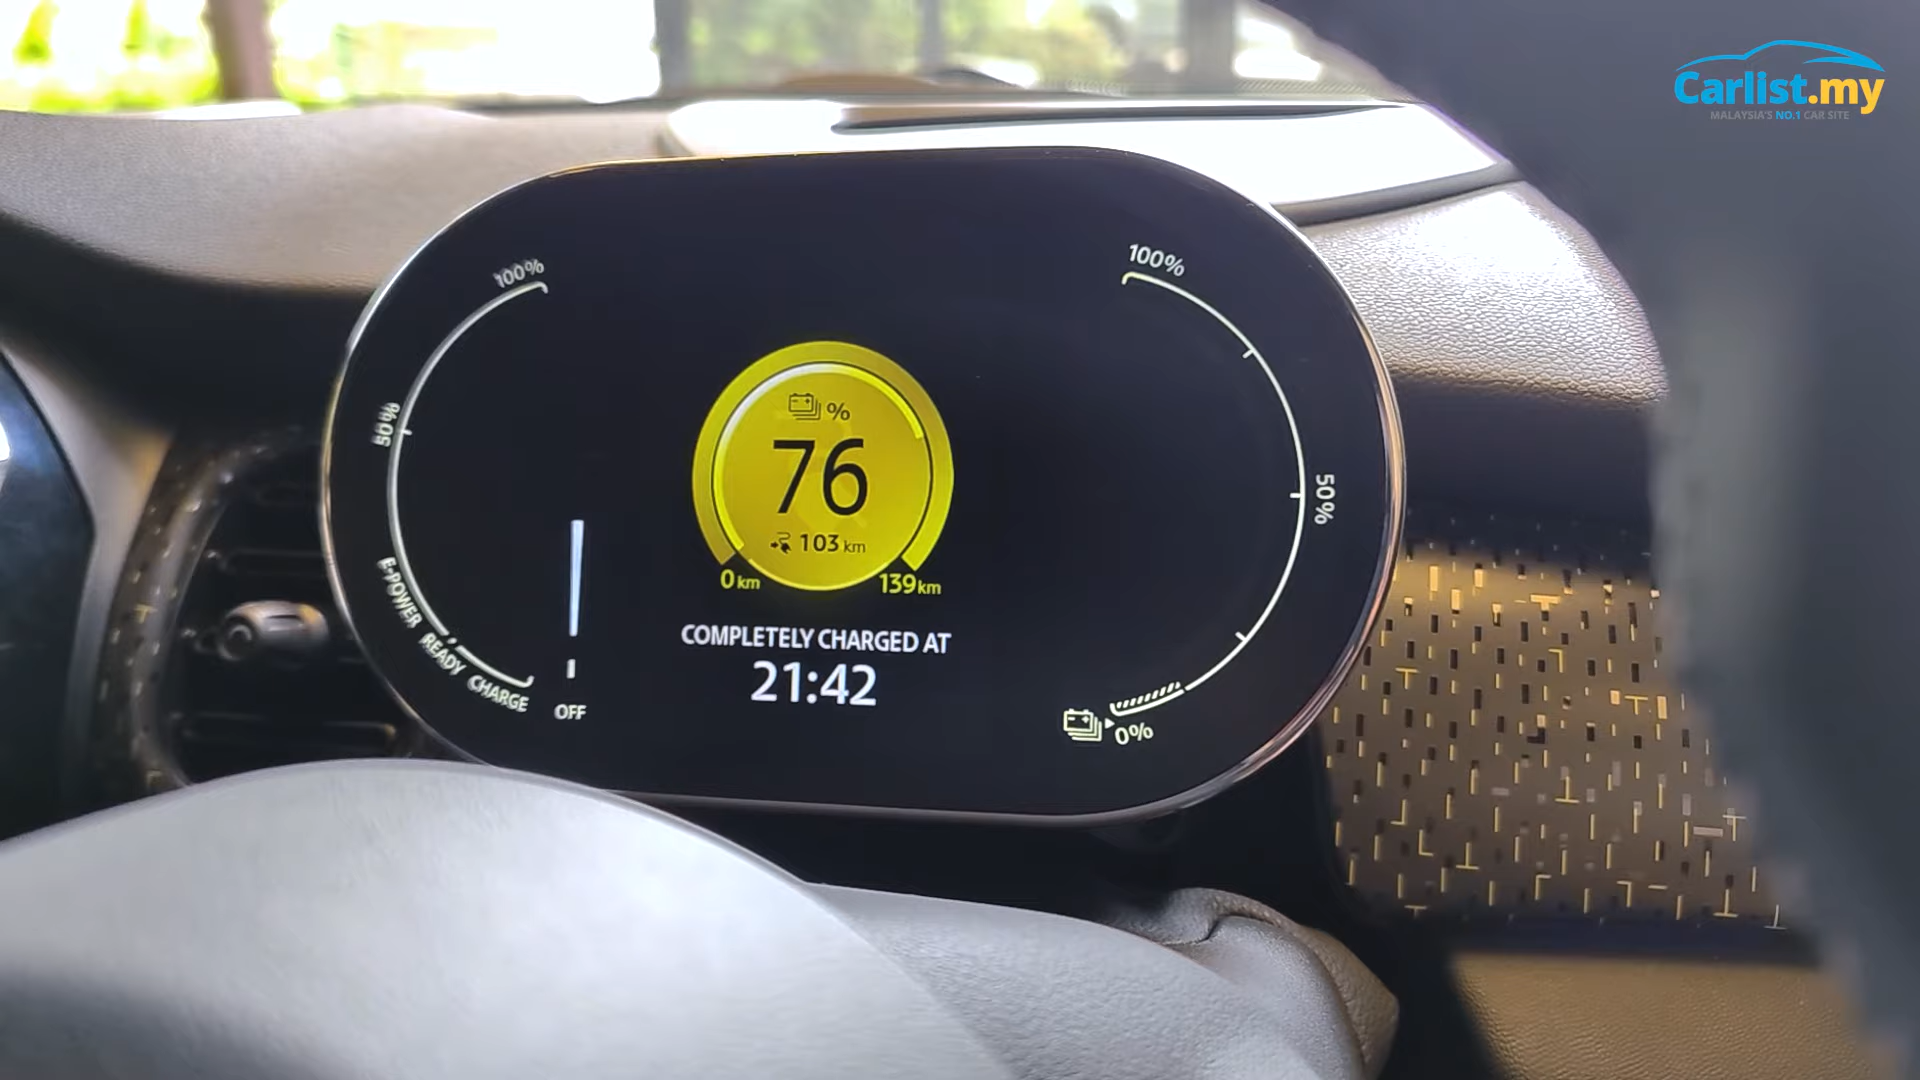 Carlist.my
MALAYSIA'S NO.1 CAR SITE
100%
50%
E-POWER READY CHARGE
OFF
%
76
103 km
0 km
139 km
COMPLETELY CHARGED AT
21:42
100%
50%
0%